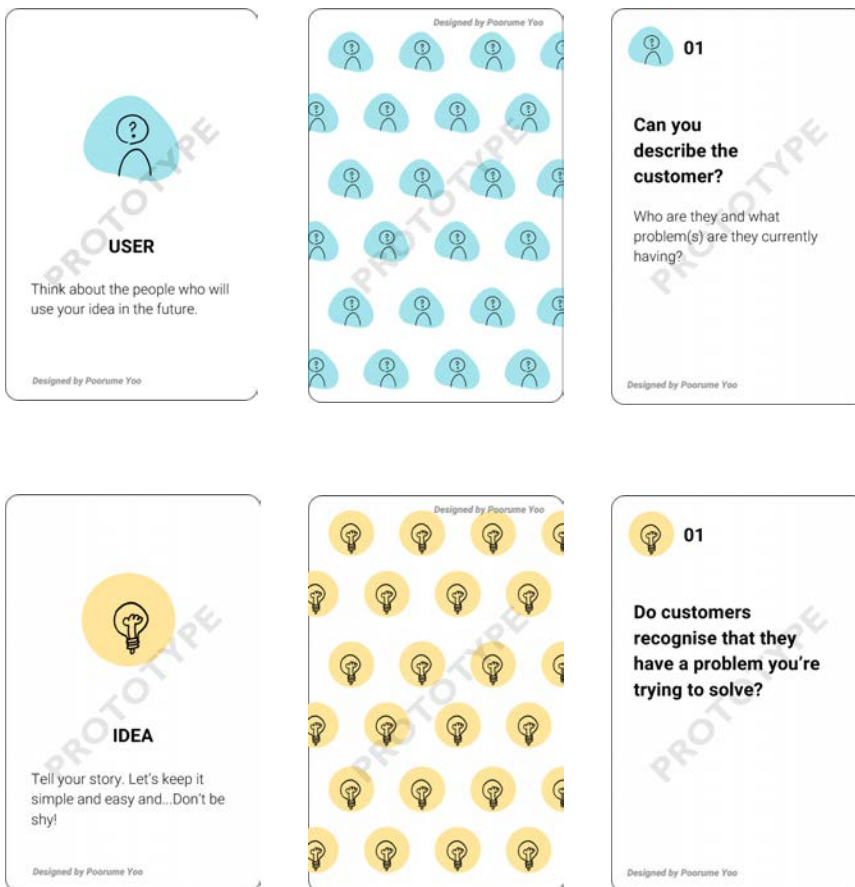 PROTOTYPE
USER
Think about the people who will
use your idea in the future.
Designed by Poorume Yoo
Designed by Poorume Yoo
PROTOTYPE
01
Can you
describe the
customer?
Who are they and what
problem(s) are they currently
having?
PROTOTYPE
Designed by Poorume Yoo
PROTOTYPE
IDEA
Tell your story. Let's keep it
simple and easy and...Don't be
shy!
Designed by Poorume Yoo
Designed by Poorume Yoo
PROTOTYPE
01
Do customers
recognise that they
have a problem you're
trying to solve?
PROTOTYPE
Designed by Poorume Yoo